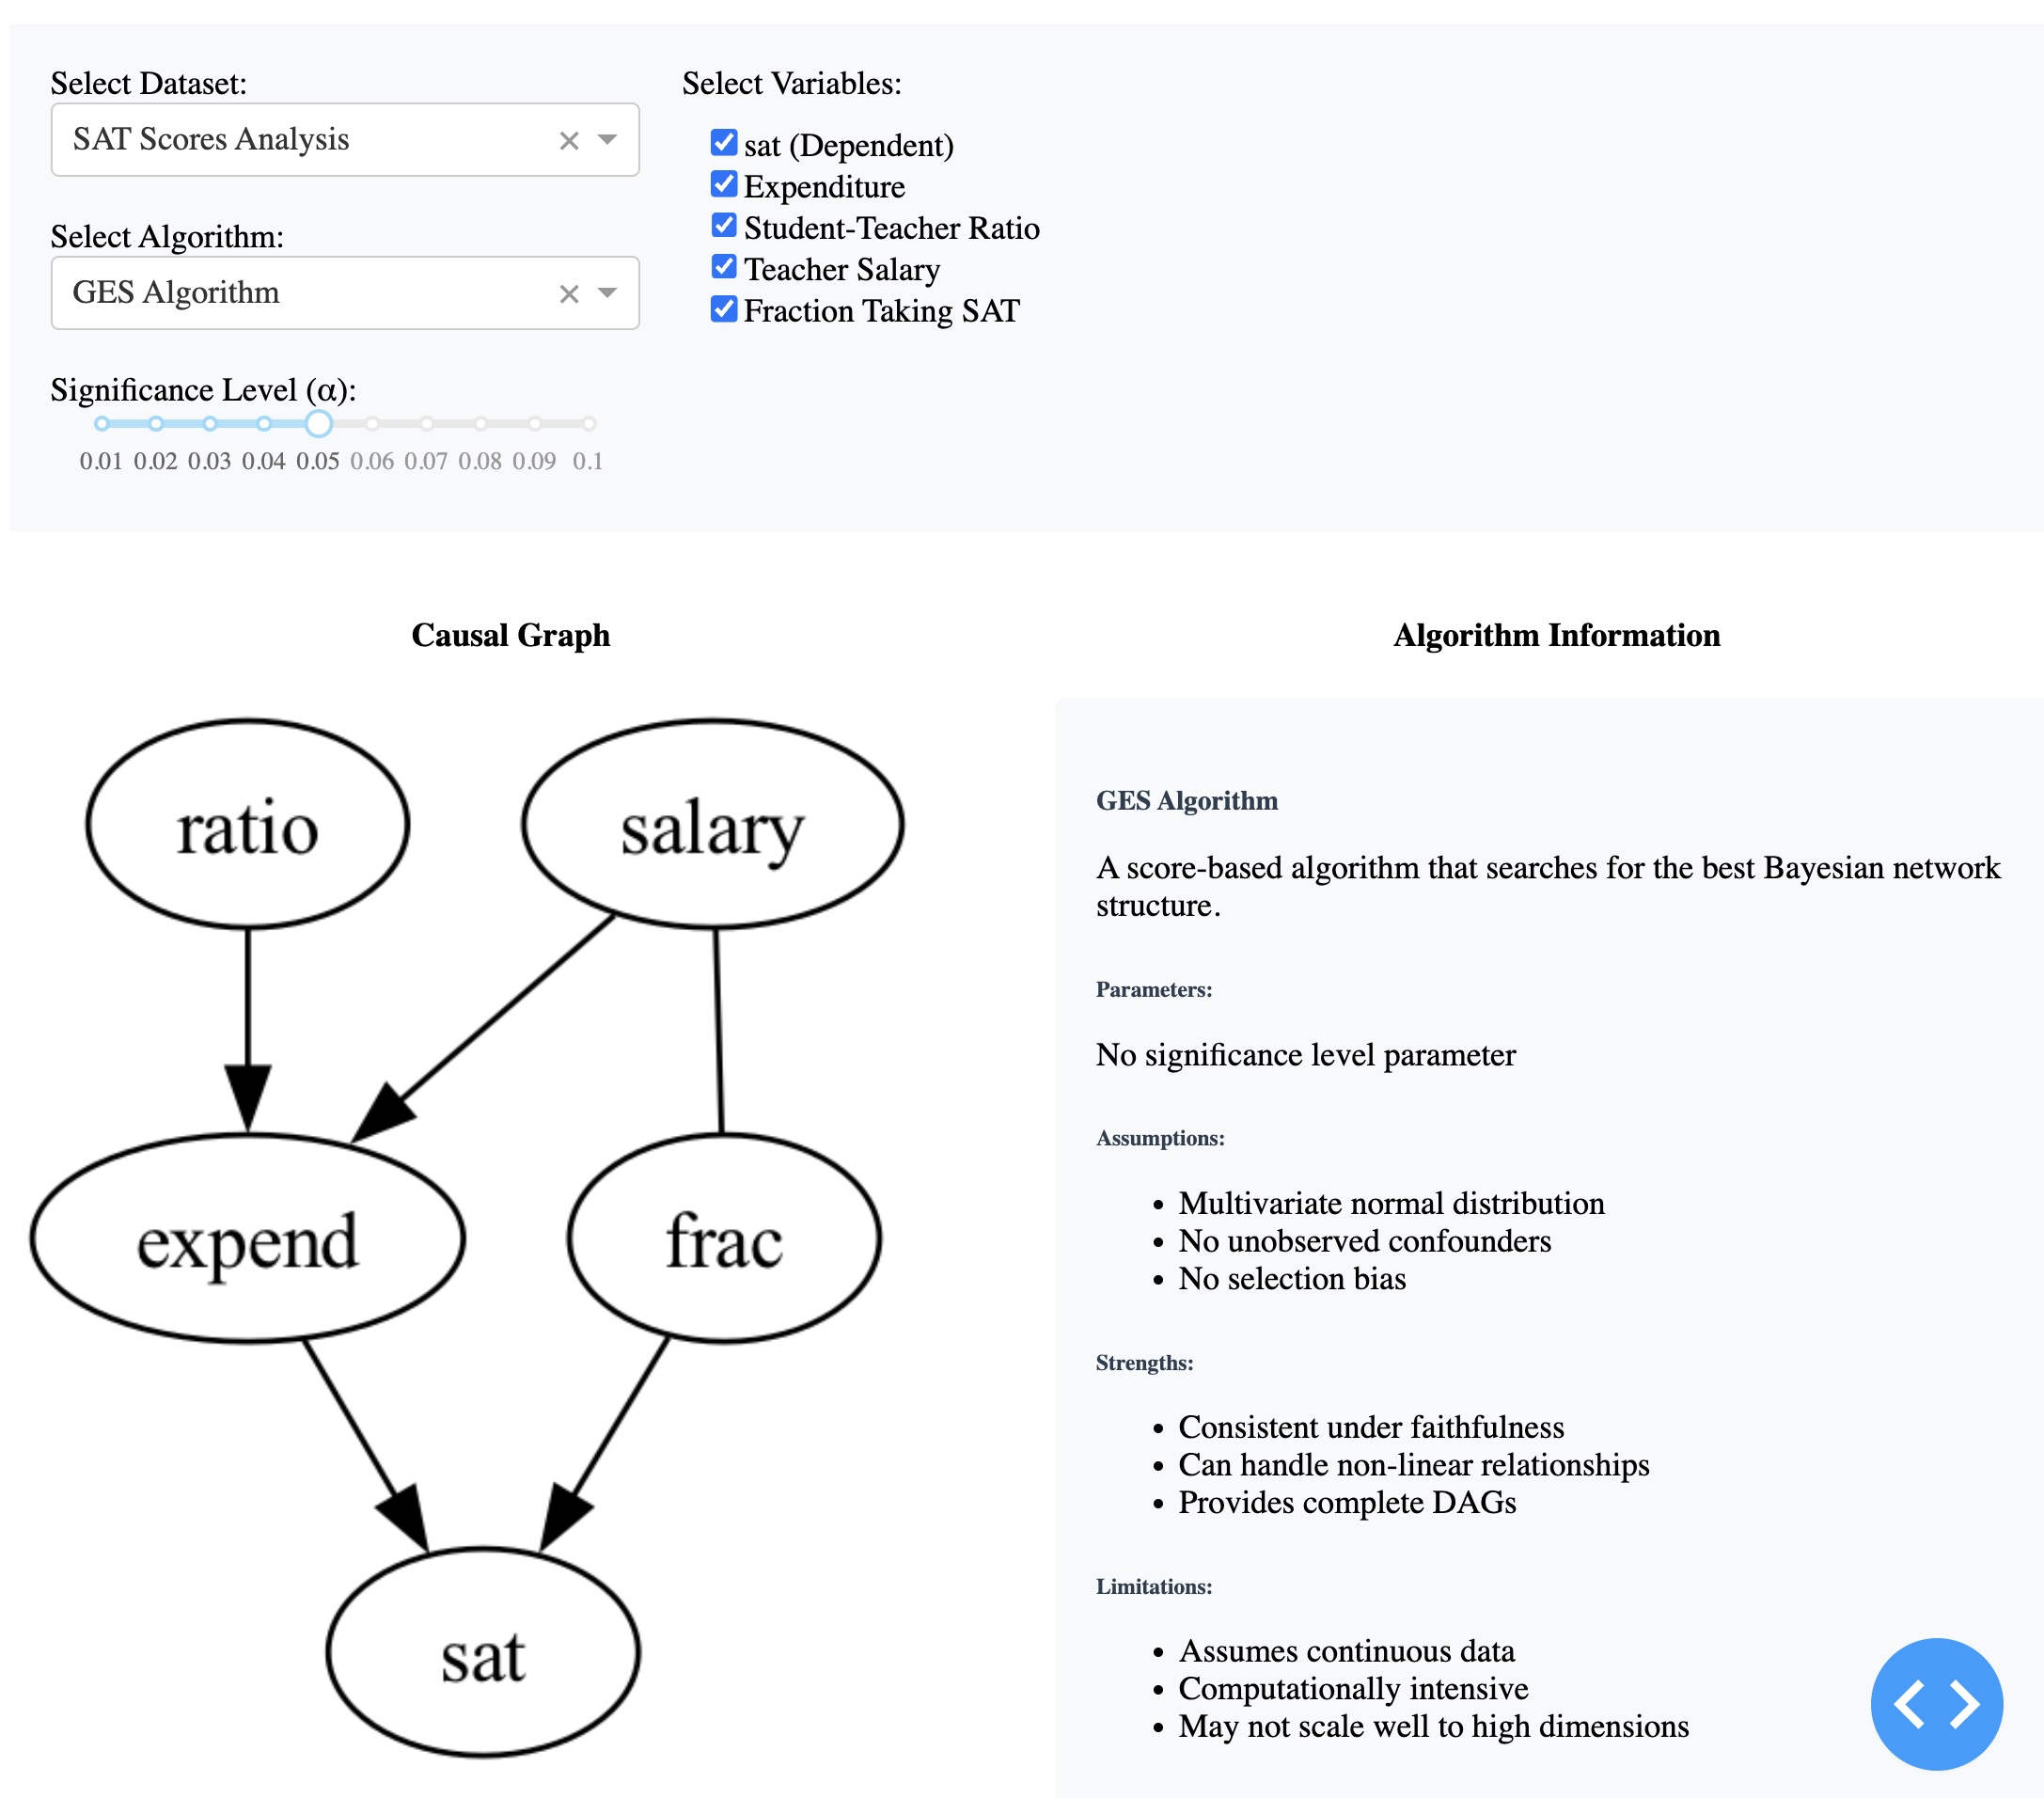 Select Dataset:
SAT Scores Analysis
Select Algorithm:
GES Algorithm
Significance Level (α):
0.01 0.02 0.03 0.04 0.05 0.06 0.07 0.08 0.09 0.1
Select Variables:
sat (Dependent)
Expenditure
Student-Teacher Ratio
Teacher Salary
Fraction Taking SAT
Causal Graph
ratio
salary
expend
frac
sat
Algorithm Information
GES Algorithm
A score-based algorithm that searches for the best Bayesian network
structure.
Parameters:
No significance level parameter
Assumptions:
• Multivariate normal distribution
• No unobserved confounders
• No selection bias
Strengths:
• Consistent under faithfulness
• Can handle non-linear relationships
• Provides complete DAGs
Limitations:
• Assumes continuous data
• Computationally intensive
• May not scale well to high dimensions